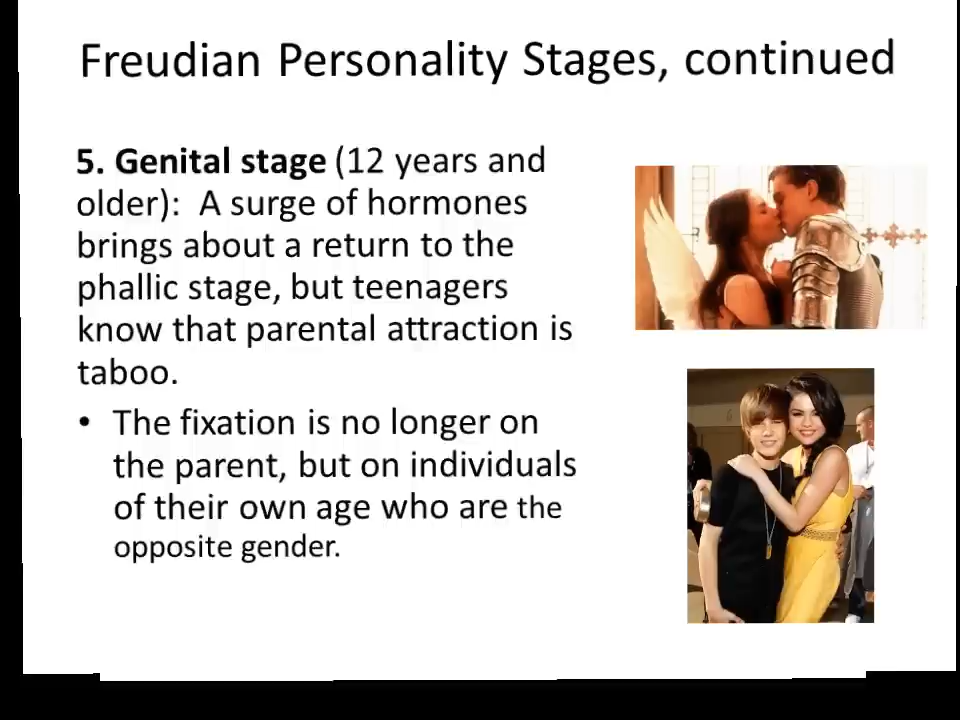 Freudian Personality Stages, continued
5. Genital stage (12 years and
older):  A surge of hormones
brings about a return to the
phallic stage, but teenagers
know that parental attraction is
taboo.
• The fixation is no longer on
the parent, but on individuals
of their own age who are the
opposite gender.